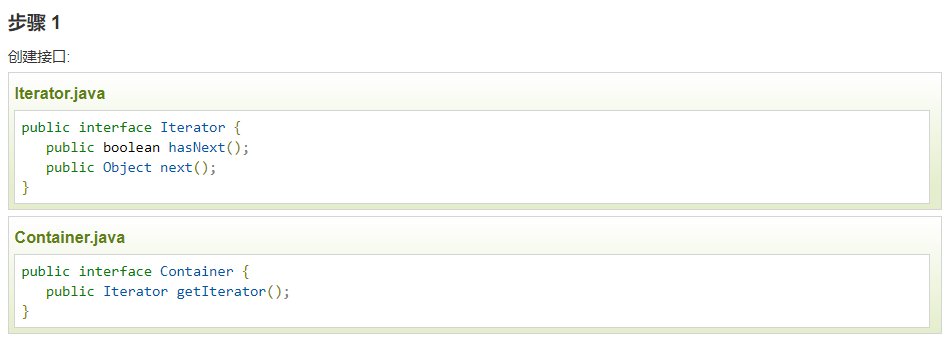 步骤 1
创建接口:
Iterator.java
public interface Iterator {
   public boolean hasNext();
   public Object next();
}
Container.java
public interface Container {
   public Iterator getIterator();
}